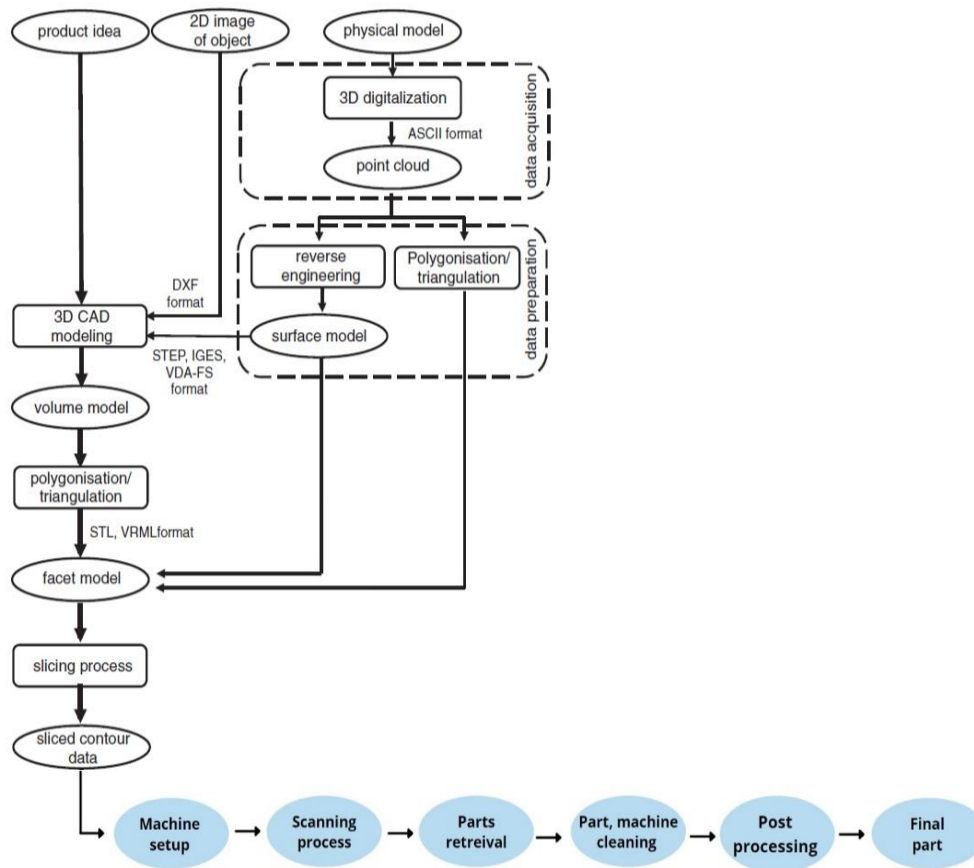 product idea
2D image
of object
physical model
3D digitalization
ASCII format
point cloud
data acquisition
reverse
engineering
Polygonisation/
triangulation
surface model
data preparation
DXF
format
3D CAD
modeling
STEP, IGES,
VDA-FS
format
volume model
polygonisation/
triangulation
STL, VRMLformat
facet model
slicing process
sliced contour
data
Machine
setup
Scanning
process
Parts
retreival
Part, machine
cleaning
Post
processing
Final
part